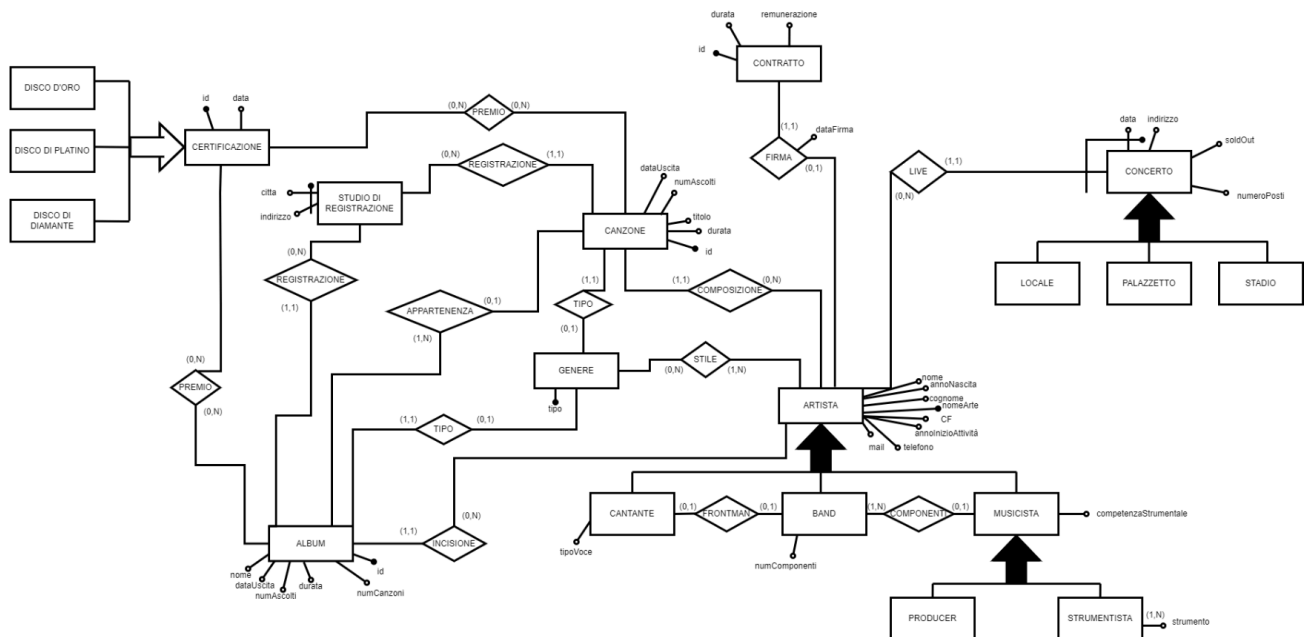 durata
remunerazione
id
CONTRATTO
DISCO D'ORO
id
data
(0,N)
PREMIO
(0,N)
DISCO DI PLATINO
CERTIFICAZIONE
(1,1)
dataFirma
FIRMA
(0,1)
data
indirizzo
soldOut
(0,N)
REGISTRAZIONE
(1,1)
LIVE
(1,1)
CONCERTO
(0,N)
numeroPosti
citta
indirizzo
STUDIO DI
REGISTRAZIONE
dataUscita
numAscolti
titolo
CANZONE
durata
id
DISCO DI
DIAMANTE
(0,N)
REGISTRAZIONE
(1,1)
(1,1)
TIPO
(0,1)
(1,1)
COMPOSIZIONE
(0,N)
LOCALE
PALAZZETTO
STADIO
APPARTENENZA
(0,1)
(1,N)
(0,N)
PREMIO
(0,N)
GENERE
tipo
(0,N)
STILE
(1,N)
ARTISTA
nome
annoNascita
cognome
nomeArte
CF
annoInizioAttività
mail
telefono
(1,1)
TIPO
(0,1)
CANTANTE
(0,1)
FRONTMAN
(0,1)
BAND
(1,N)
COMPONENTI
(0,1)
MUSICISTA
competenzaStrumentale
tipoVoce
numComponenti
ALBUM
(1,1)
INCISIONE
(0,N)
nome
dataUscita
numAscolti
durata
id
numCanzoni
PRODUCER
STRUMENTISTA
(1,N)
strumento